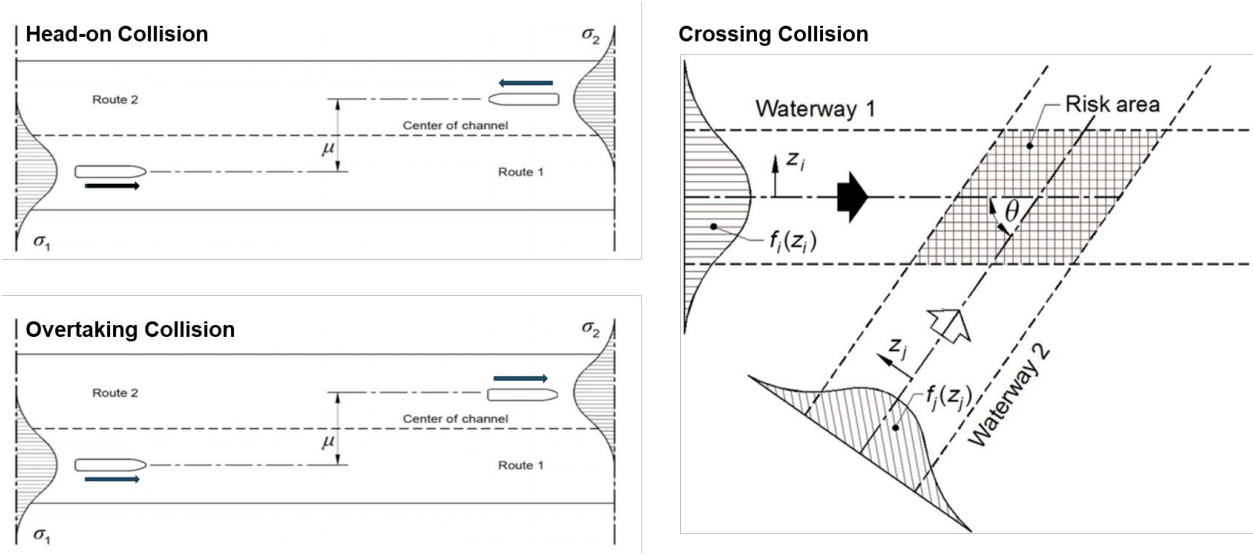 Head-on Collision
σ₂
Route 2
Center of channel
μ
Route 1
σ₁
Overtaking Collision
σ₂
Route 2
Center of channel
μ
Route 1
σ₁
Crossing Collision
Waterway 1
Risk area
zᵢ
θ
fᵢ(zᵢ)
zⱼ
fⱼ(zⱼ)
Waterway 2